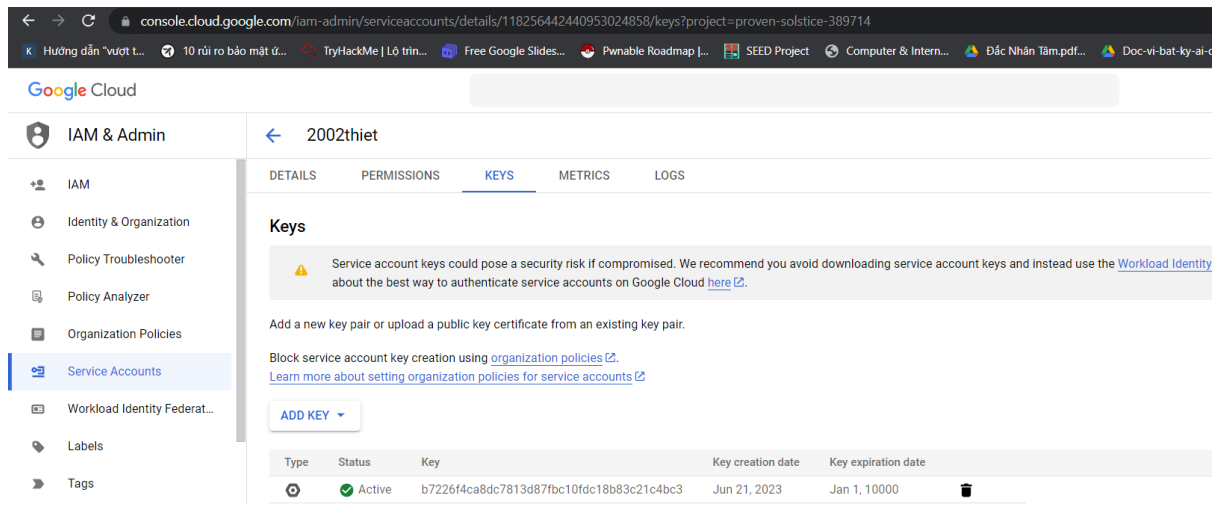 console.cloud.google.com/iam-admin/serviceaccounts/details/118256442440953024858/keys?project=proven-solstice-389714
K Hướng dẫn "vượt t... 10 rủi ro bảo mật ứ... TryHackMe | Lộ trìn... Free Google Slides... Pwnable Roadmap |... SEED Project Computer & Intern... Đắc Nhân Tâm.pdf... Doc-vi-bat-ky-ai-d
Google Cloud
IAM & Admin
2002thiet
DETAILS PERMISSIONS KEYS METRICS LOGS
IAM
Identity & Organization
Policy Troubleshooter
Policy Analyzer
Organization Policies
Service Accounts
Workload Identity Federat...
Labels
Tags
Keys
Service account keys could pose a security risk if compromised. We recommend you avoid downloading service account keys and instead use the Workload Identity
about the best way to authenticate service accounts on Google Cloud here.
Add a new key pair or upload a public key certificate from an existing key pair.
Block service account key creation using organization policies.
Learn more about setting organization policies for service accounts
ADD KEY
Type Status Key Key creation date Key expiration date
Active b7226f4ca8dc7813d87fbc10fdc18b83c21c4bc3 Jun 21, 2023 Jan 1, 10000